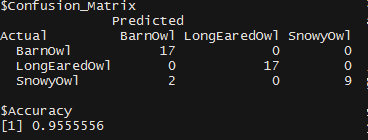 $Confusion_Matrix
Predicted
Actual BarnOwl LongEaredOwl SnowyOwl
BarnOwl 17 0 0
LongEaredOwl 0 17 0
SnowyOwl 2 0 9
$Accuracy
[1] 0.9555556